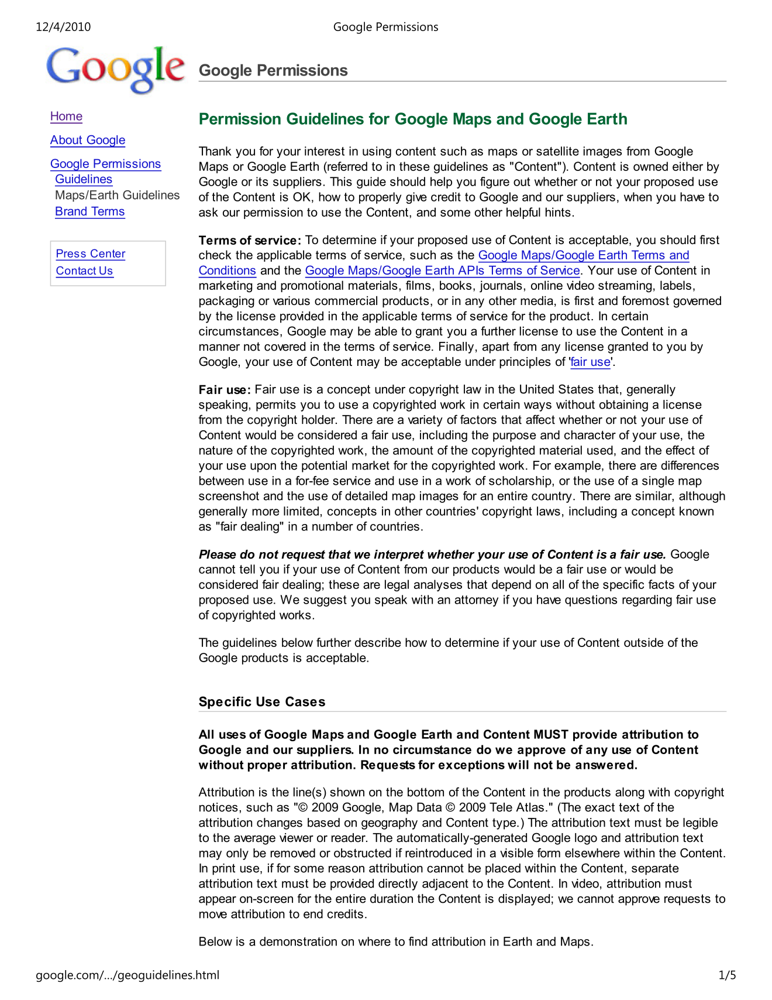 12/4/2010
Google Permissions
Google
Google Permissions
Home
About Google
Google Permissions
Guidelines
Maps/Earth Guidelines
Brand Terms
Press Center
Contact Us
Permission Guidelines for Google Maps and Google Earth
Thank you for your interest in using content such as maps or satellite images from Google
Maps or Google Earth (referred to in these guidelines as "Content"). Content is owned either by
Google or its suppliers. This guide should help you figure out whether or not your proposed use
of the Content is OK, how to properly give credit to Google and our suppliers, when you have to
ask our permission to use the Content, and some other helpful hints.
Terms of service: To determine if your proposed use of Content is acceptable, you should first
check the applicable terms of service, such as the Google Maps/Google Earth Terms and
Conditions and the Google Maps/Google Earth APIs Terms of Service. Your use of Content in
marketing and promotional materials, films, books, journals, online video streaming, labels,
packaging or various commercial products, or in any other media, is first and foremost governed
by the license provided in the applicable terms of service for the product. In certain
circumstances, Google may be able to grant you a further license to use the Content in a
manner not covered in the terms of service. Finally, apart from any license granted to you by
Google, your use of Content may be acceptable under principles of 'fair use'.
Fair use: Fair use is a concept under copyright law in the United States that, generally
speaking, permits you to use a copyrighted work in certain ways without obtaining a license
from the copyright holder. There are a variety of factors that affect whether or not your use of
Content would be considered a fair use, including the purpose and character of your use, the
nature of the copyrighted work, the amount of the copyrighted material used, and the effect of
your use upon the potential market for the copyrighted work. For example, there are differences
between use in a for-fee service and use in a work of scholarship, or the use of a single map
screenshot and the use of detailed map images for an entire country. There are similar, although
generally more limited, concepts in other countries' copyright laws, including a concept known
as "fair dealing" in a number of countries.
Please do not request that we interpret whether your use of Content is a fair use. Google
cannot tell you if your use of Content from our products would be a fair use or would be
considered fair dealing; these are legal analyses that depend on all of the specific facts of your
proposed use. We suggest you speak with an attorney if you have questions regarding fair use
of copyrighted works.
The guidelines below further describe how to determine if your use of Content outside of the
Google products is acceptable.
Specific Use Cases
All uses of Google Maps and Google Earth and Content MUST provide attribution to
Google and our suppliers. In no circumstance do we approve of any use of Content
without proper attribution. Requests for exceptions will not be answered.
Attribution is the line(s) shown on the bottom of the Content in the products along with copyright
notices, such as "© 2009 Google, Map Data © 2009 Tele Atlas." (The exact text of the
attribution changes based on geography and Content type.) The attribution text must be legible
to the average viewer or reader. The automatically-generated Google logo and attribution text
may only be removed or obstructed if reintroduced in a visible form elsewhere within the Content.
In print use, if for some reason attribution cannot be placed within the Content, separate
attribution text must be provided directly adjacent to the Content. In video, attribution must
appear on-screen for the entire duration the Content is displayed; we cannot approve requests to
move attribution to end credits.
Below is a demonstration on where to find attribution in Earth and Maps.
google.com/.../geoguidelines.html
1/5